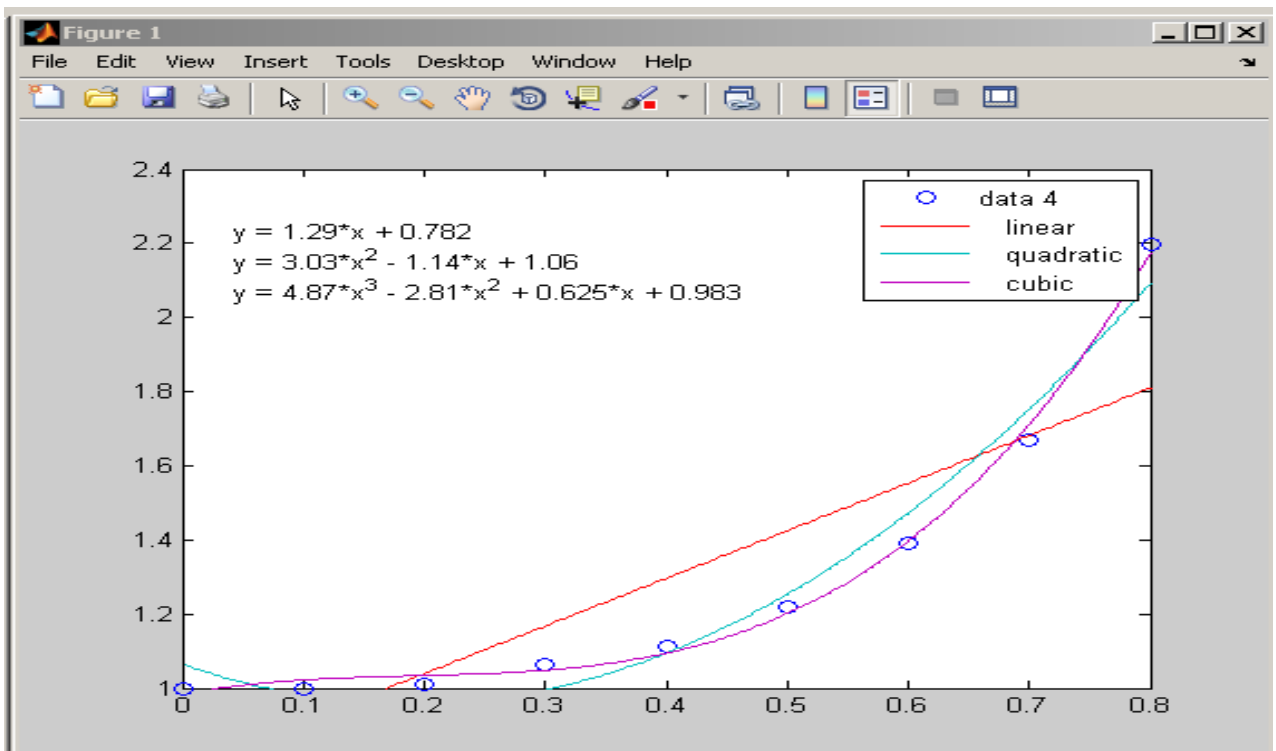 Figure 1
File Edit View Insert Tools Desktop Window Help
2.4
2.2
2
1.8
1.6
1.4
1.2
1
y = 1.29*x + 0.782
y = 3.03*x² - 1.14*x + 1.06
y = 4.87*x³ - 2.81*x² + 0.625*x + 0.983
data 4
linear
quadratic
cubic
0 0.1 0.2 0.3 0.4 0.5 0.6 0.7 0.8